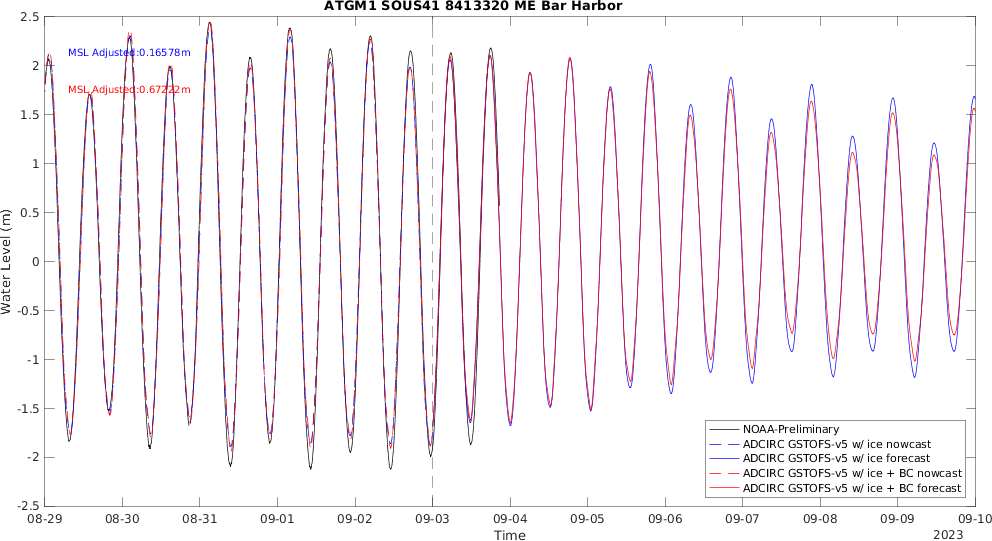 ATGM1 SOUS41 8413320 ME Bar Harbor
2.5
2
1.5
1
0.5
0
-0.5
-1
-1.5
-2
-2.5
Water Level (m)
MSL Adjusted:0.16578m
MSL Adjusted:0.67222m
NOAA-Preliminary
ADCIRC GSTOFS-v5 w/ ice nowcast
ADCIRC GSTOFS-v5 w/ ice forecast
ADCIRC GSTOFS-v5 w/ ice + BC nowcast
ADCIRC GSTOFS-v5 w/ ice + BC forecast
08-29 08-30 08-31 09-01 09-02 09-03 09-04 09-05 09-06 09-07 09-08 09-09 09-10
Time
2023